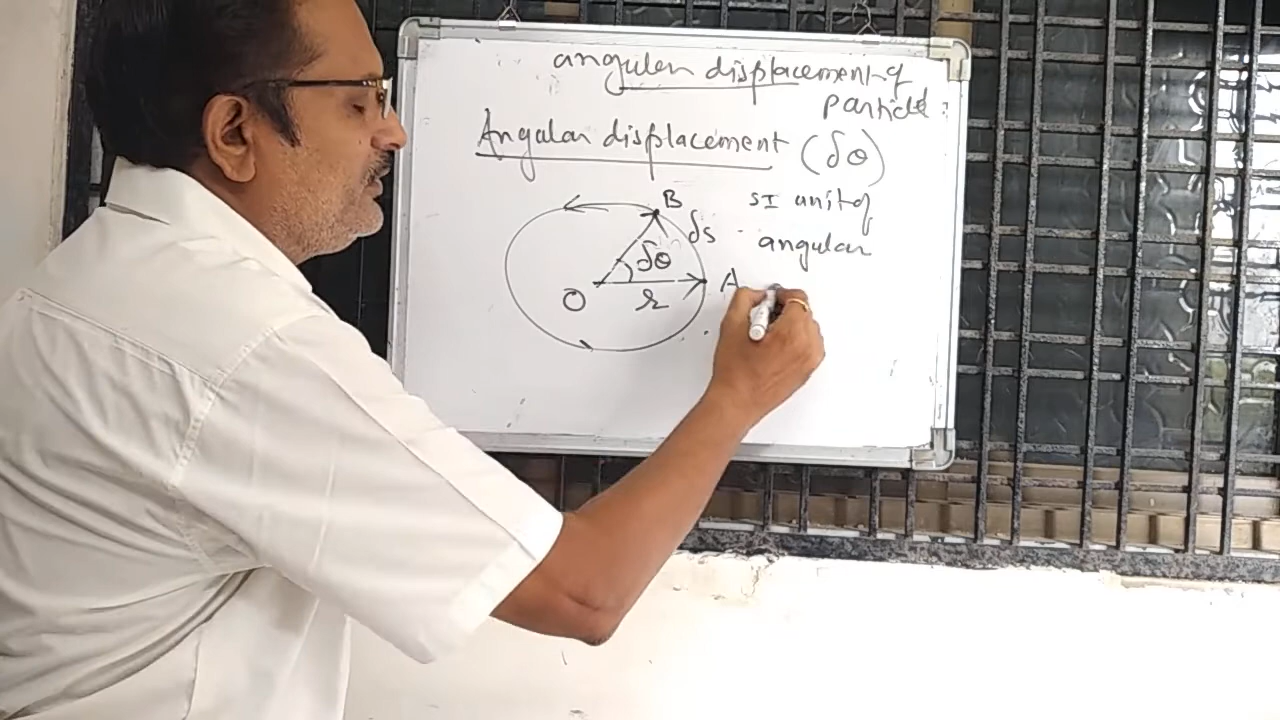 angular displacement of
particle :
Angular displacement (δθ)
SI unit of
angular
B
δs
δθ
O
r
A